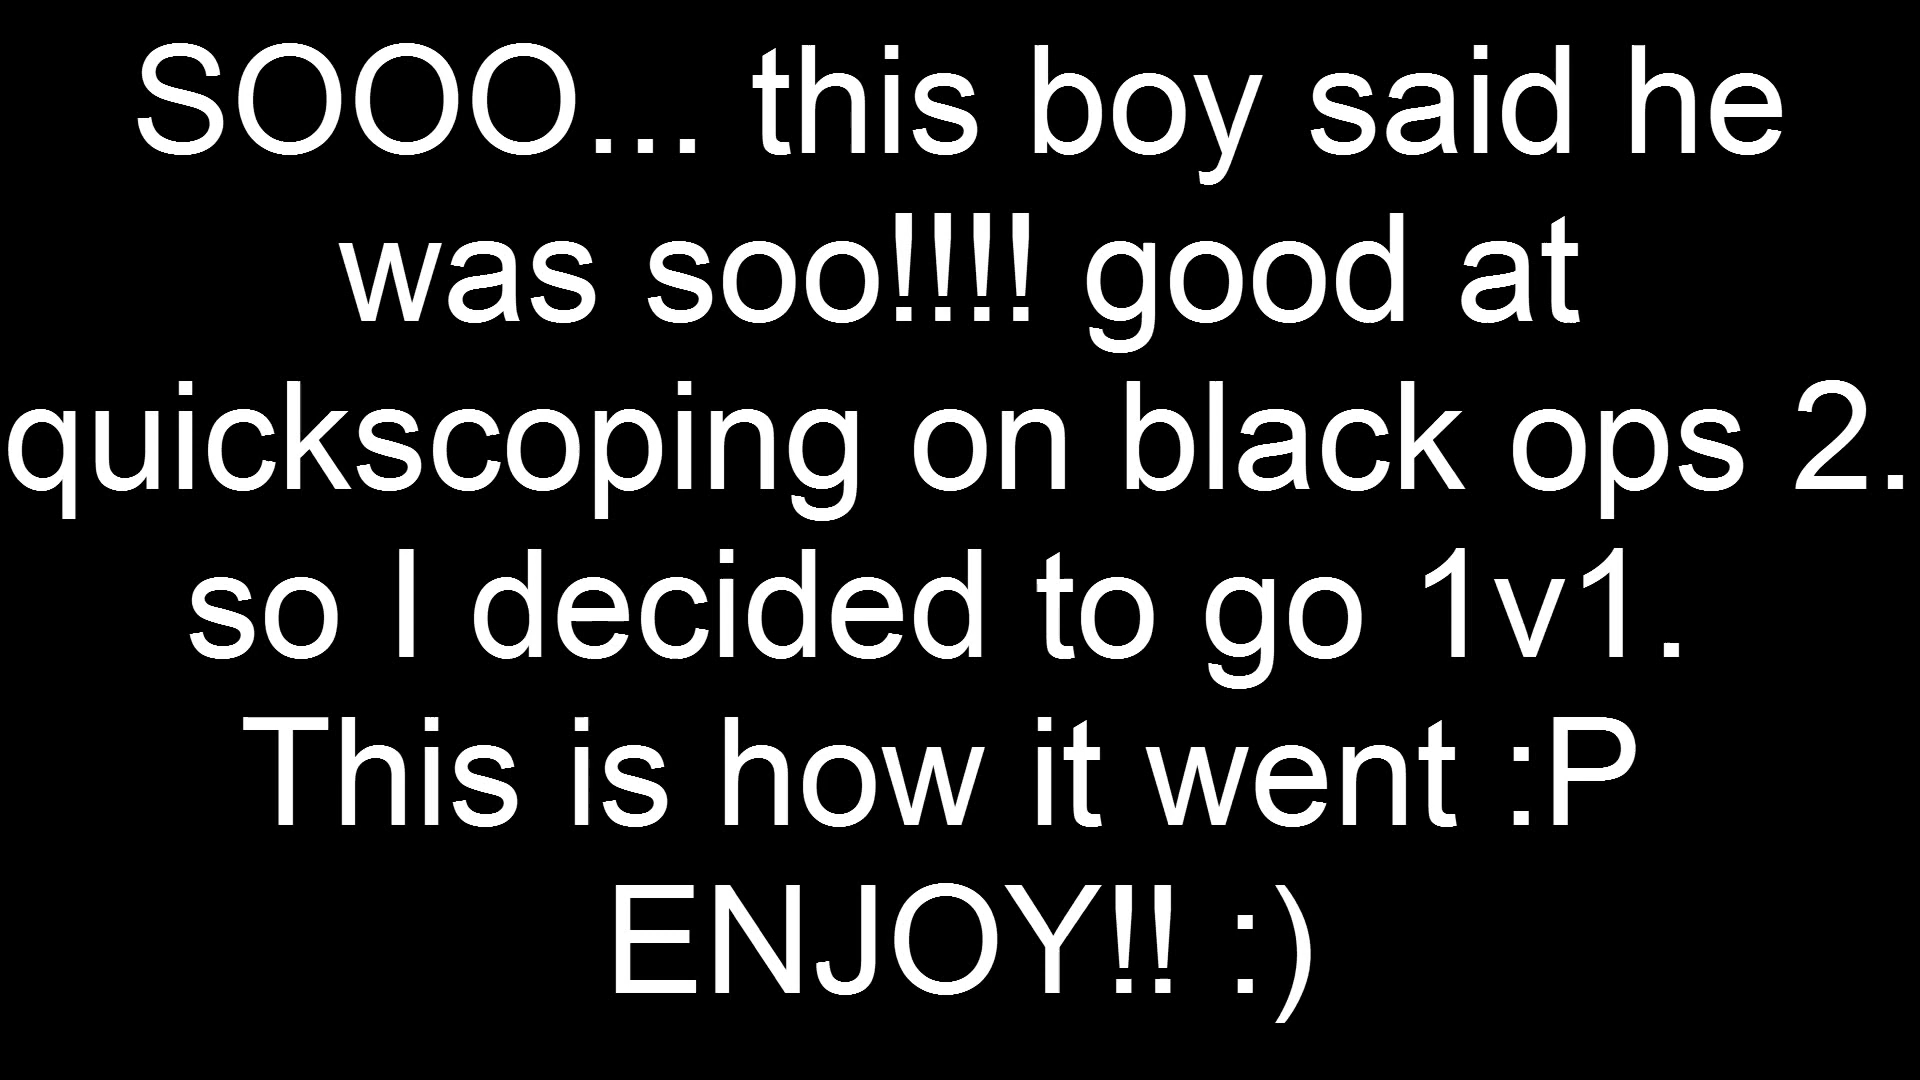 SOOO... this boy said he
was soo!!!! good at
quickscoping on black ops 2.
so I decided to go 1v1.
This is how it went :P
ENJOY!! :)